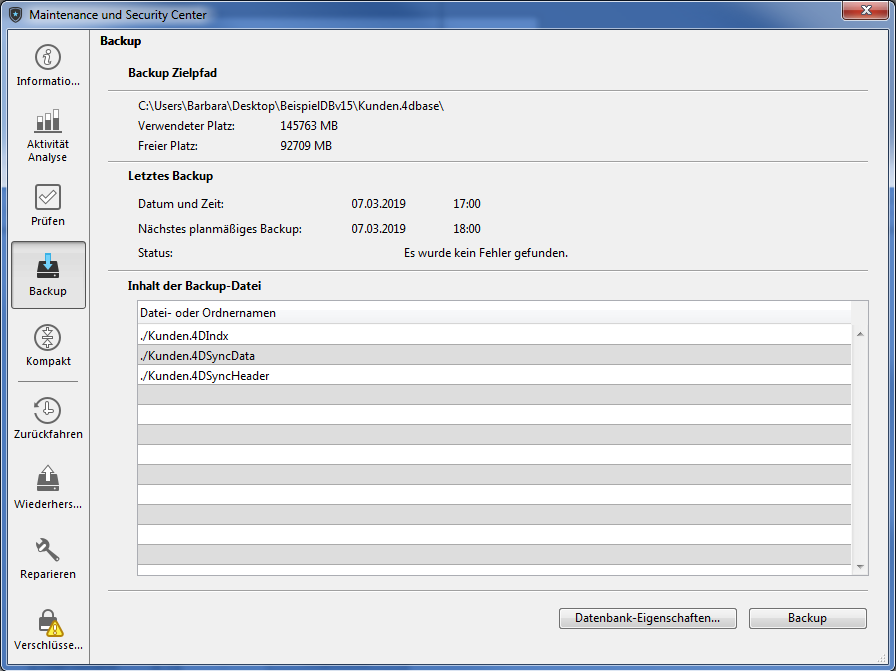 Maintenance und Security Center
Informatio...
Aktivität
Analyse
Prüfen
Backup
Kompakt
Zurückfahren
Wiederhers...
Reparieren
Verschlüsse...
Backup
Backup Zielpfad
C:\Users\Barbara\Desktop\BeispielDBv15\Kunden.4dbase\
Verwendeter Platz: 145763 MB
Freier Platz: 92709 MB
Letztes Backup
Datum und Zeit: 07.03.2019 17:00
Nächstes planmäßiges Backup: 07.03.2019 18:00
Status: Es wurde kein Fehler gefunden.
Inhalt der Backup-Datei
Datei- oder Ordnernamen
./Kunden.4DIndx
./Kunden.4DSyncData
./Kunden.4DSyncHeader
Datenbank-Eigenschaften... Backup